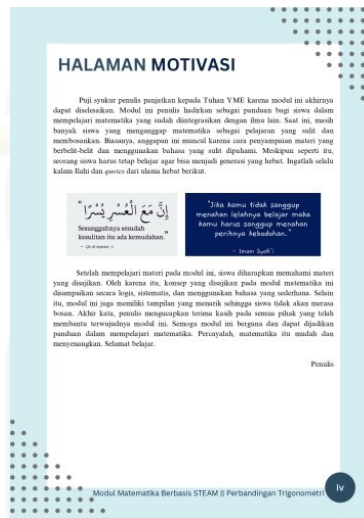 HALAMAN MOTIVASI
Puji syukur penulis panjatkan kepada Tuhan YME karena modul ini akhirnya
dapat diselesaikan. Modul ini penulis hadirkan sebagai panduan bagi siswa dalam
mempelajari matematika yang sudah diintegrasikan dengan ilmu lain. Saat ini, masih
banyak siswa yang menganggap matematika sebagai pelajaran yang sulit dan
membosankan. Biasanya, anggapan ini muncul karena cara penyampaian materi yang
berbelit-belit dan menggunakan bahasa yang sulit dipahami. Meskipun seperti itu,
seorang siswa harus tetap belajar agar bisa menjadi generasi yang hebat. Ingatlah selalu
kalam Ilahi dan quotes dari ulama hebat berikut.
"إِنَّ مَعَ الْعُسْرِ يُسْرًا
Sesungguhnya sesudah
kesulitan itu ada kemudahan."
"Jika kamu tidak sanggup
menahan lelahnya belajar maka
kamu harus sanggup menahan
perihnya kebodohan."
- Imam Syafi'i
Setelah mempelajari materi pada modul ini, siswa diharapkan memahami materi
yang disajikan. Oleh karena itu, konsep yang disajikan pada modul matematika ini
disampaikan secara logis, sistematis, dan menggunakan bahasa yang sederhana. Selain
itu, modul ini juga memiliki tampilan yang menarik sehingga siswa tidak akan merasa
bosan. Akhir kata, penulis mengucapkan terima kasih pada semua pihak yang telah
membantu terwujudnya modul ini. Semoga modul ini berguna dan dapat dijadikan
panduan dalam mempelajari matematika. Percayalah, matematika itu mudah dan
menyenangkan. Selamat belajar.
Penulis
Modul Matematika Berbasis STEAM || Perbandingan Trigonometri
iv